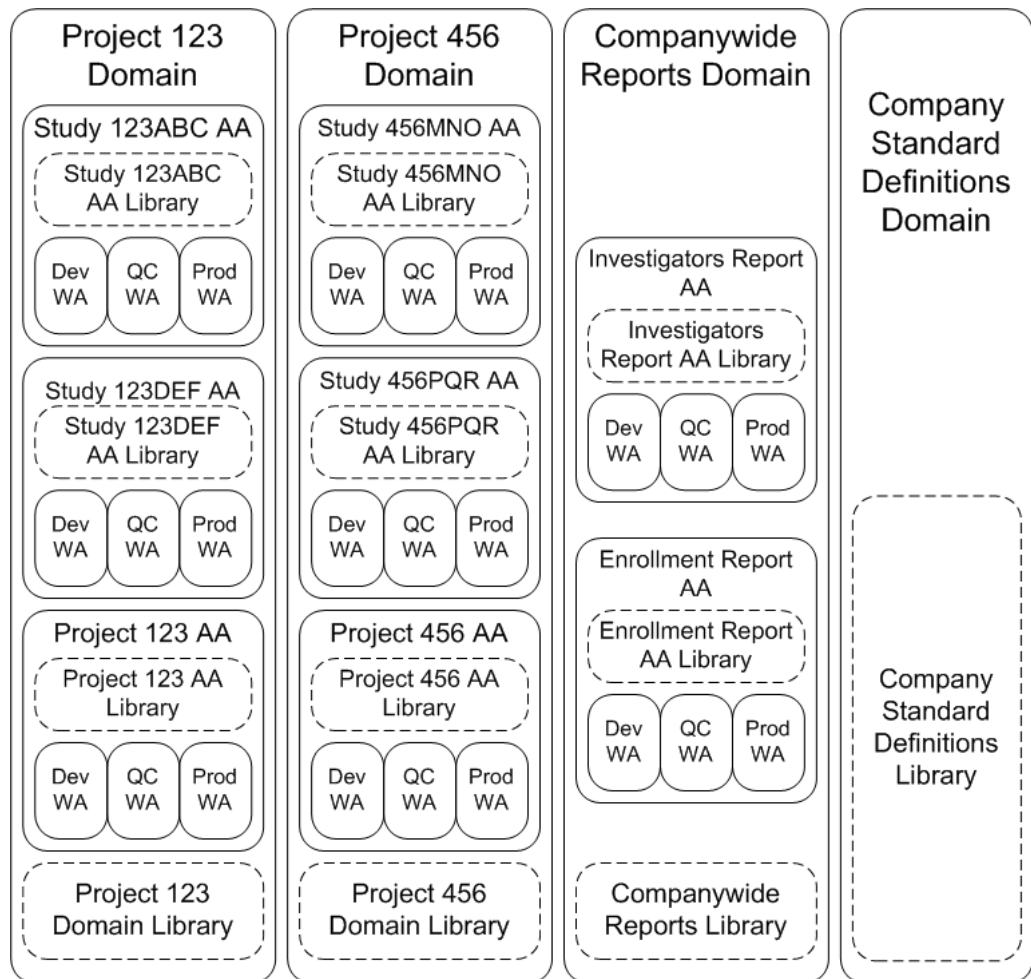 Project 123
Domain
Study 123ABC AA
Study 123ABC
AA Library
Dev
WA
QC
WA
Prod
WA
Study 123DEF AA
Study 123DEF
AA Library
Dev
WA
QC
WA
Prod
WA
Project 123 AA
Project 123 AA
Library
Dev
WA
QC
WA
Prod
WA
Project 123
Domain Library
Project 456
Domain
Study 456MNO AA
Study 456MNO
AA Library
Dev
WA
QC
WA
Prod
WA
Study 456PQR AA
Study 456PQR
AA Library
Dev
WA
QC
WA
Prod
WA
Project 456 AA
Project 456 AA
Library
Dev
WA
QC
WA
Prod
WA
Project 456
Domain Library
Companywide
Reports Domain
Investigators Report
AA
Investigators
Report AA Library
Dev
WA
QC
WA
Prod
WA
Enrollment Report
AA
Enrollment Report
AA Library
Dev
WA
QC
WA
Prod
WA
Companywide
Reports Library
Company
Standard
Definitions
Domain
Company
Standard
Definitions
Library